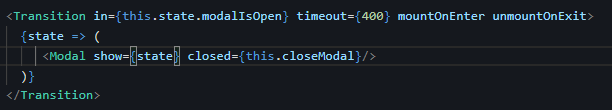 <Transition in={this.state.modalIsOpen} timeout={400} mountOnEnter unmountOnExit>
{state => (
<Modal show={state} closed={this.closeModal}/>
)}
</Transition>